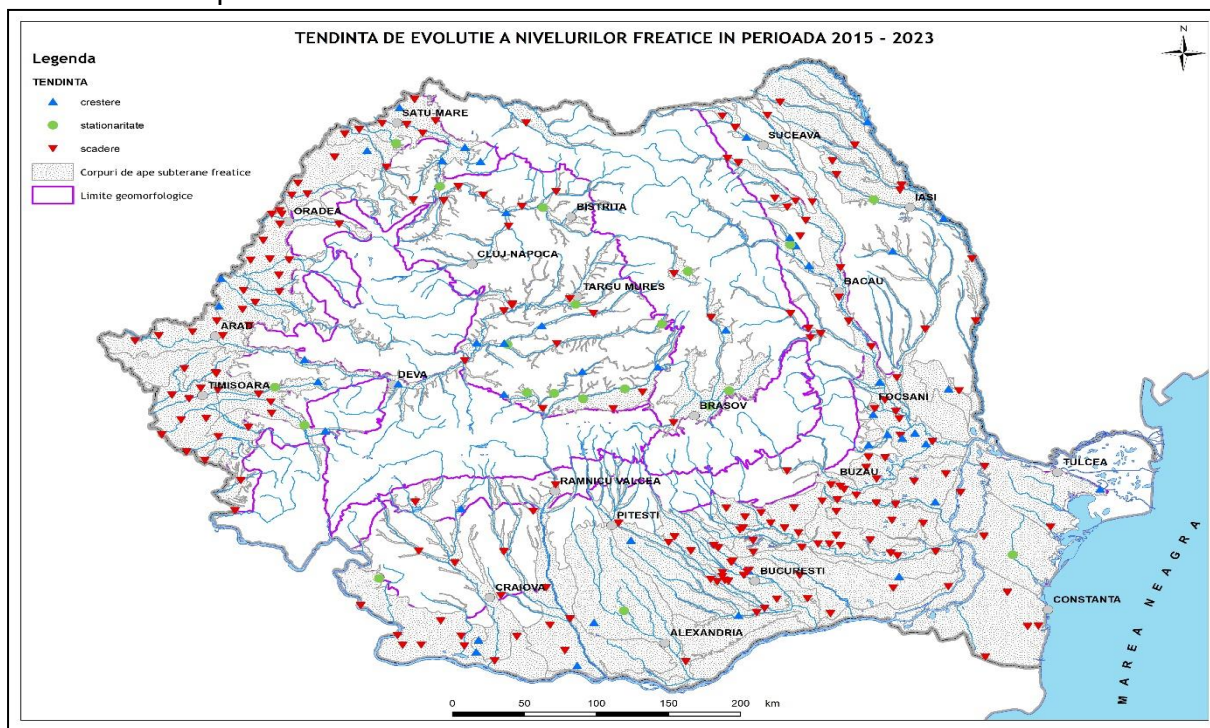 TENDINTA DE EVOLUTIE A NIVELURILOR FREATICE IN PERIOADA 2015 - 2023
N
Legenda
TENDINTA
crestere
stationaritate
scadere
Corpuri de ape subterane freatice
Limite geomorfologice
SATU-MARE
SUCEAVA
IASI
ORADEA
BISTRITA
CLUJ-NAPOCA
TARGU MURES
BACAU
ARAD
DEVA
TIMISOARA
BRASOV
FOCSANI
TULCEA
BUZAU
RAMNICU VALCEA
PITESTI
BUCURESTI
CRAIOVA
CONSTANTA
ALEXANDRIA
MAREA NEAGRA
0 50 100 150 200 km